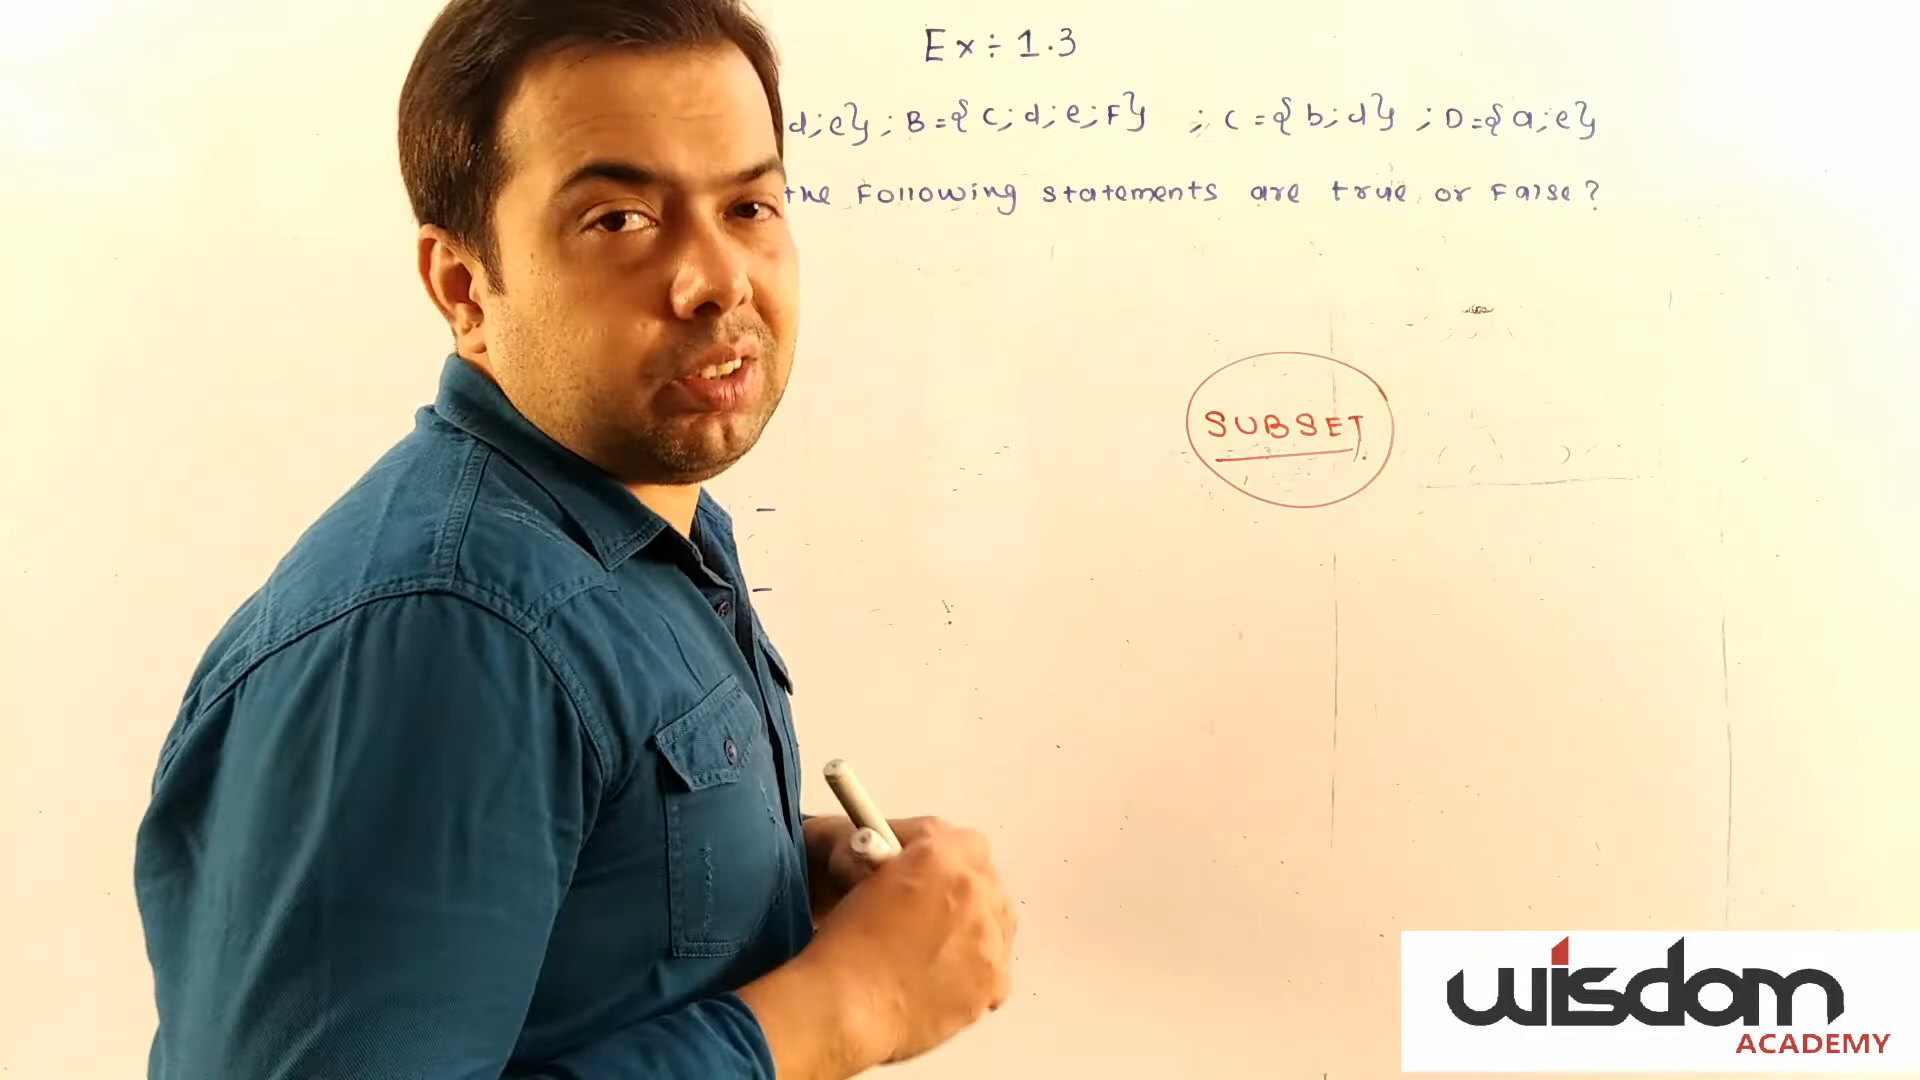 Ex ÷ 1.3
d;e}; B={c;d;e;F} ; C={b;d} ; D={a;e}
the Following statements are true or False?
SUBSET
wisdom
ACADEMY